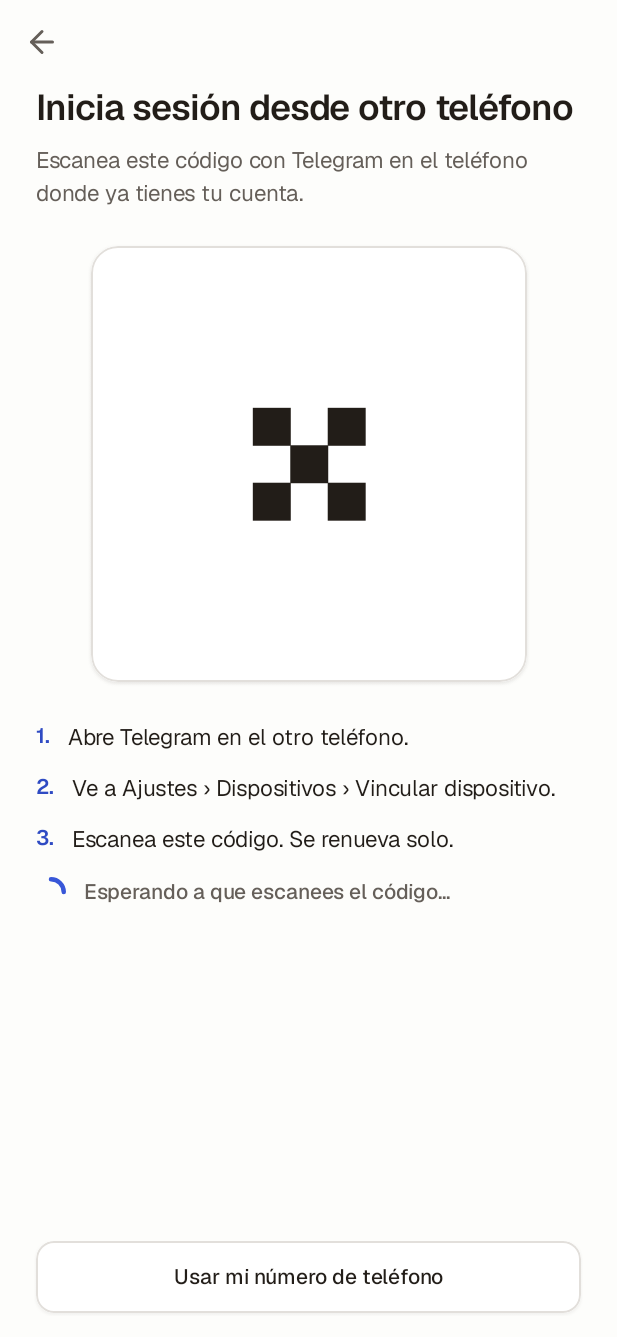 Inicia sesión desde otro teléfono
Escanea este código con Telegram en el teléfono
donde ya tienes tu cuenta.
1. Abre Telegram en el otro teléfono.
2. Ve a Ajustes › Dispositivos › Vincular dispositivo.
3. Escanea este código. Se renueva solo.
Esperando a que escanees el código...
Usar mi número de teléfono